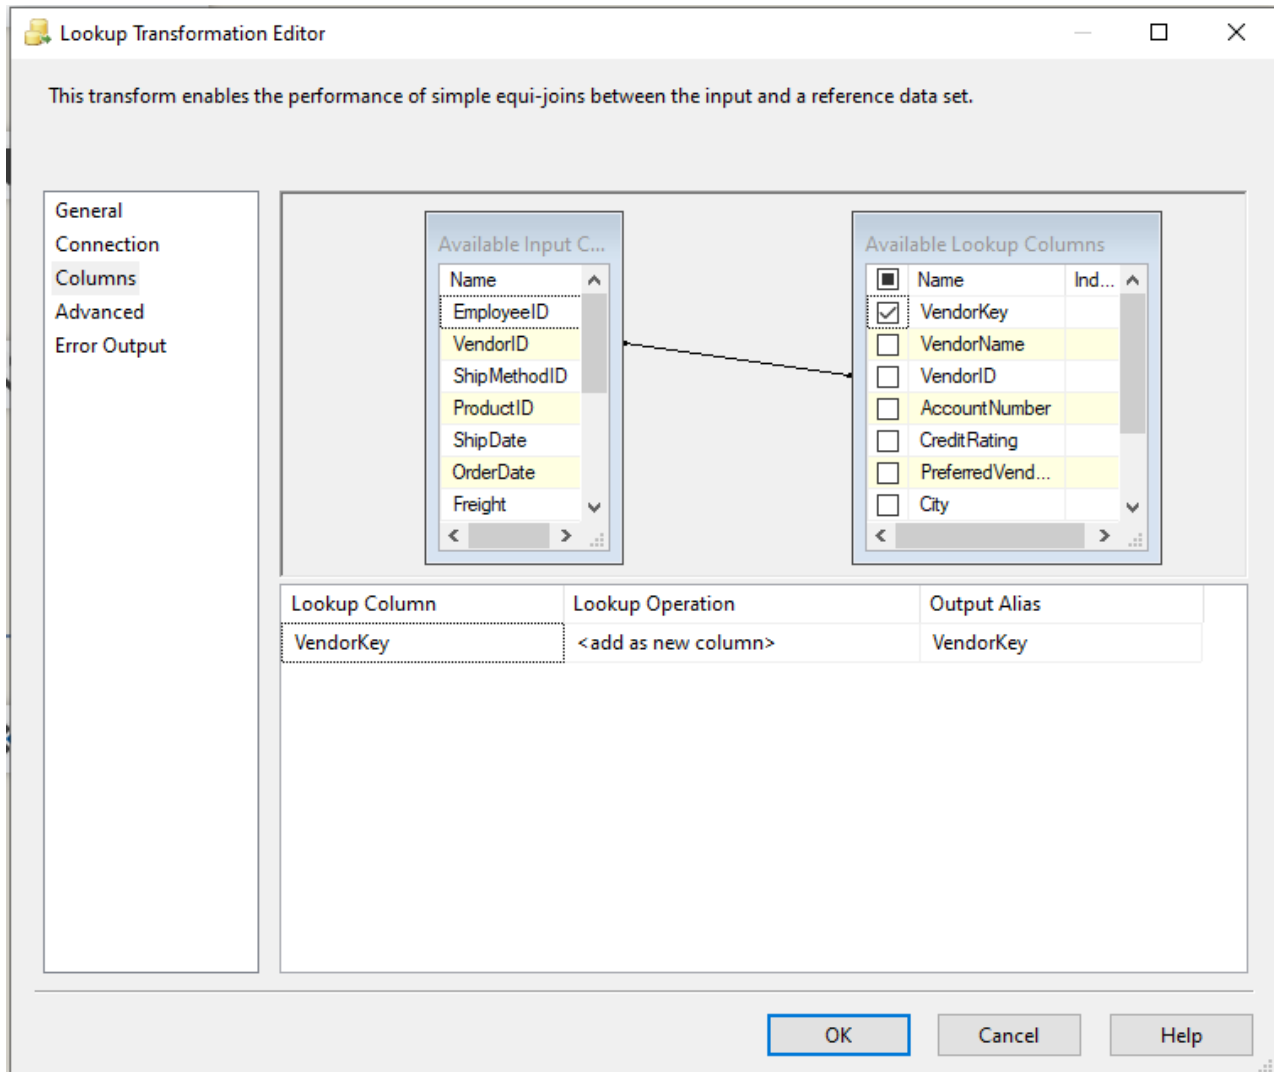 Lookup Transformation Editor
This transform enables the performance of simple equi-joins between the input and a reference data set.
General
Connection
Columns
Advanced
Error Output
Available Input C...
Name
EmployeeID
VendorID
ShipMethodID
ProductID
ShipDate
OrderDate
Freight
Available Lookup Columns
Name Ind...
VendorKey
VendorName
VendorID
AccountNumber
CreditRating
PreferredVend...
City
Lookup Column Lookup Operation Output Alias
VendorKey <add as new column> VendorKey
OK Cancel Help